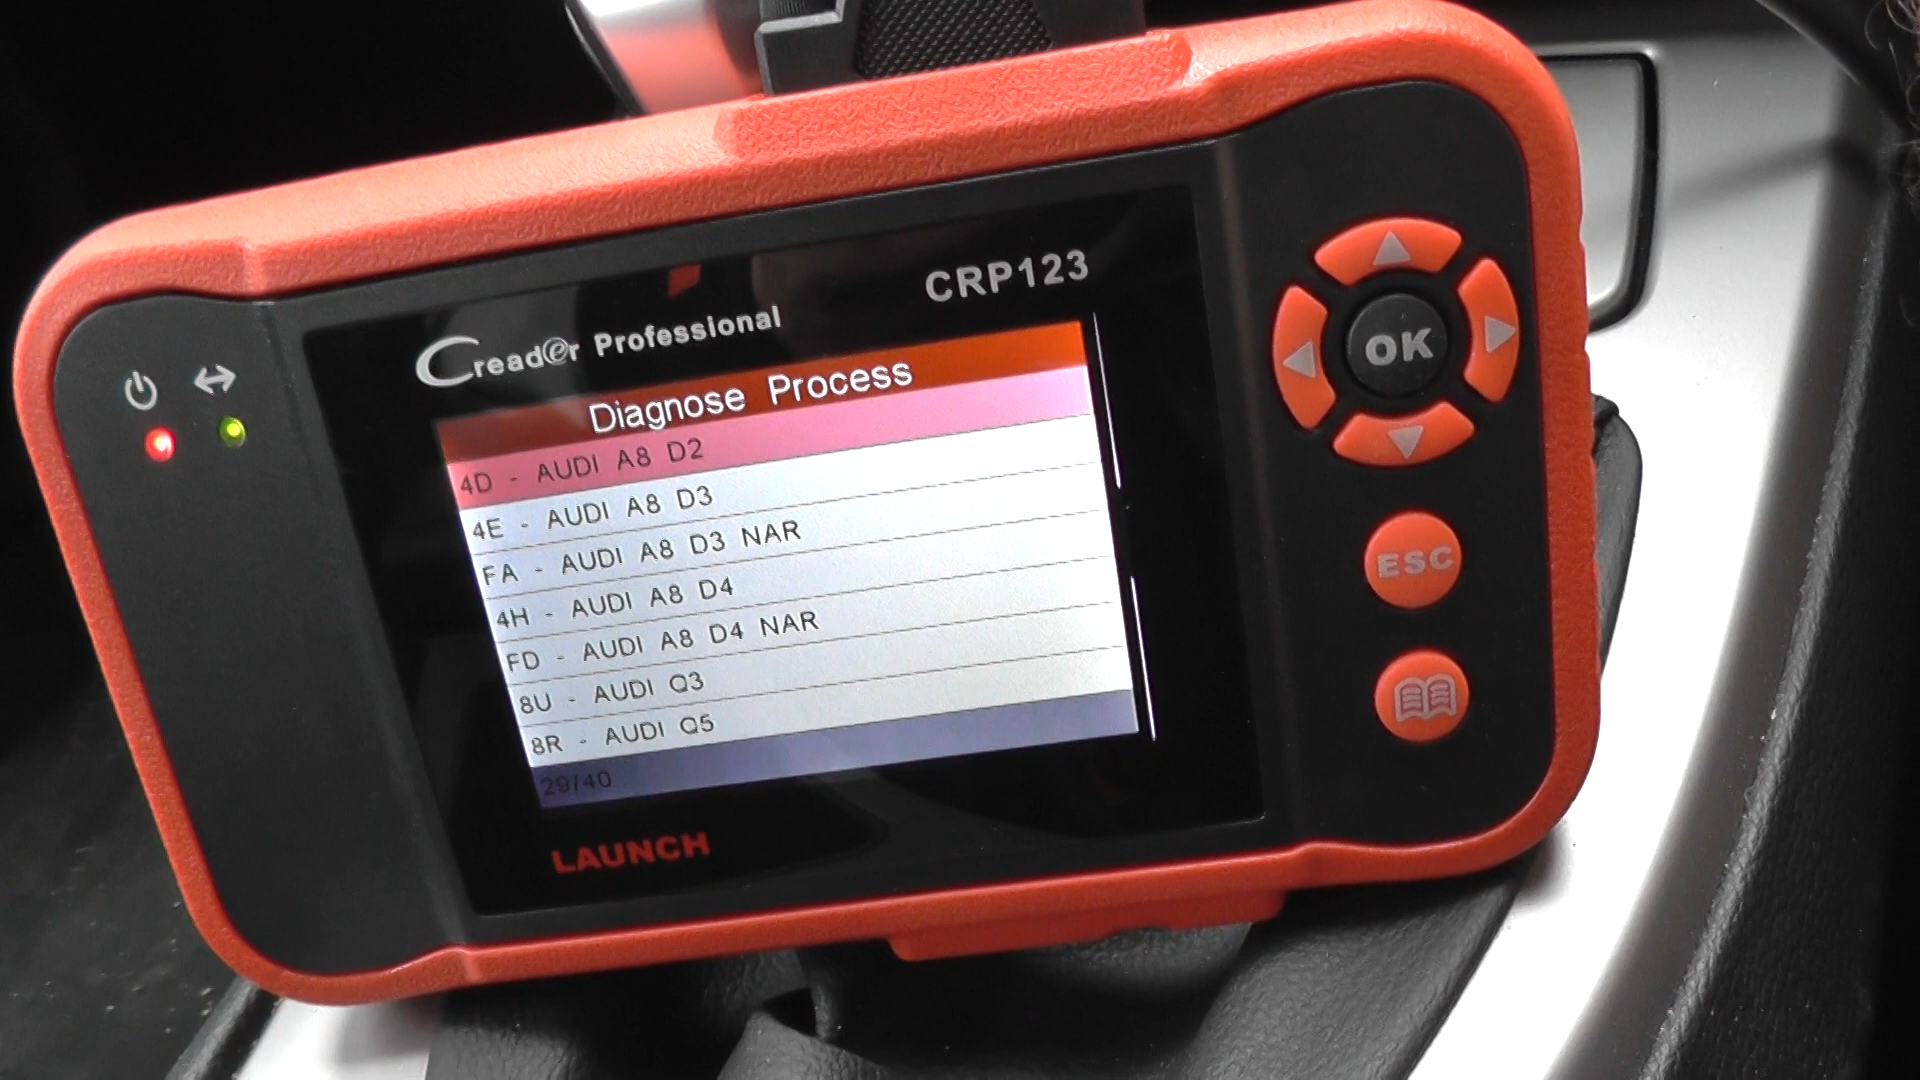 CRP123
Creader Professional
Diagnose Process
4D - AUDI A8 D2
4E - AUDI A8 D3
FA - AUDI A8 D3 NAR
4H - AUDI A8 D4
FD - AUDI A8 D4 NAR
8U - AUDI Q3
8R - AUDI Q5
29/40
LAUNCH
OK
ESC